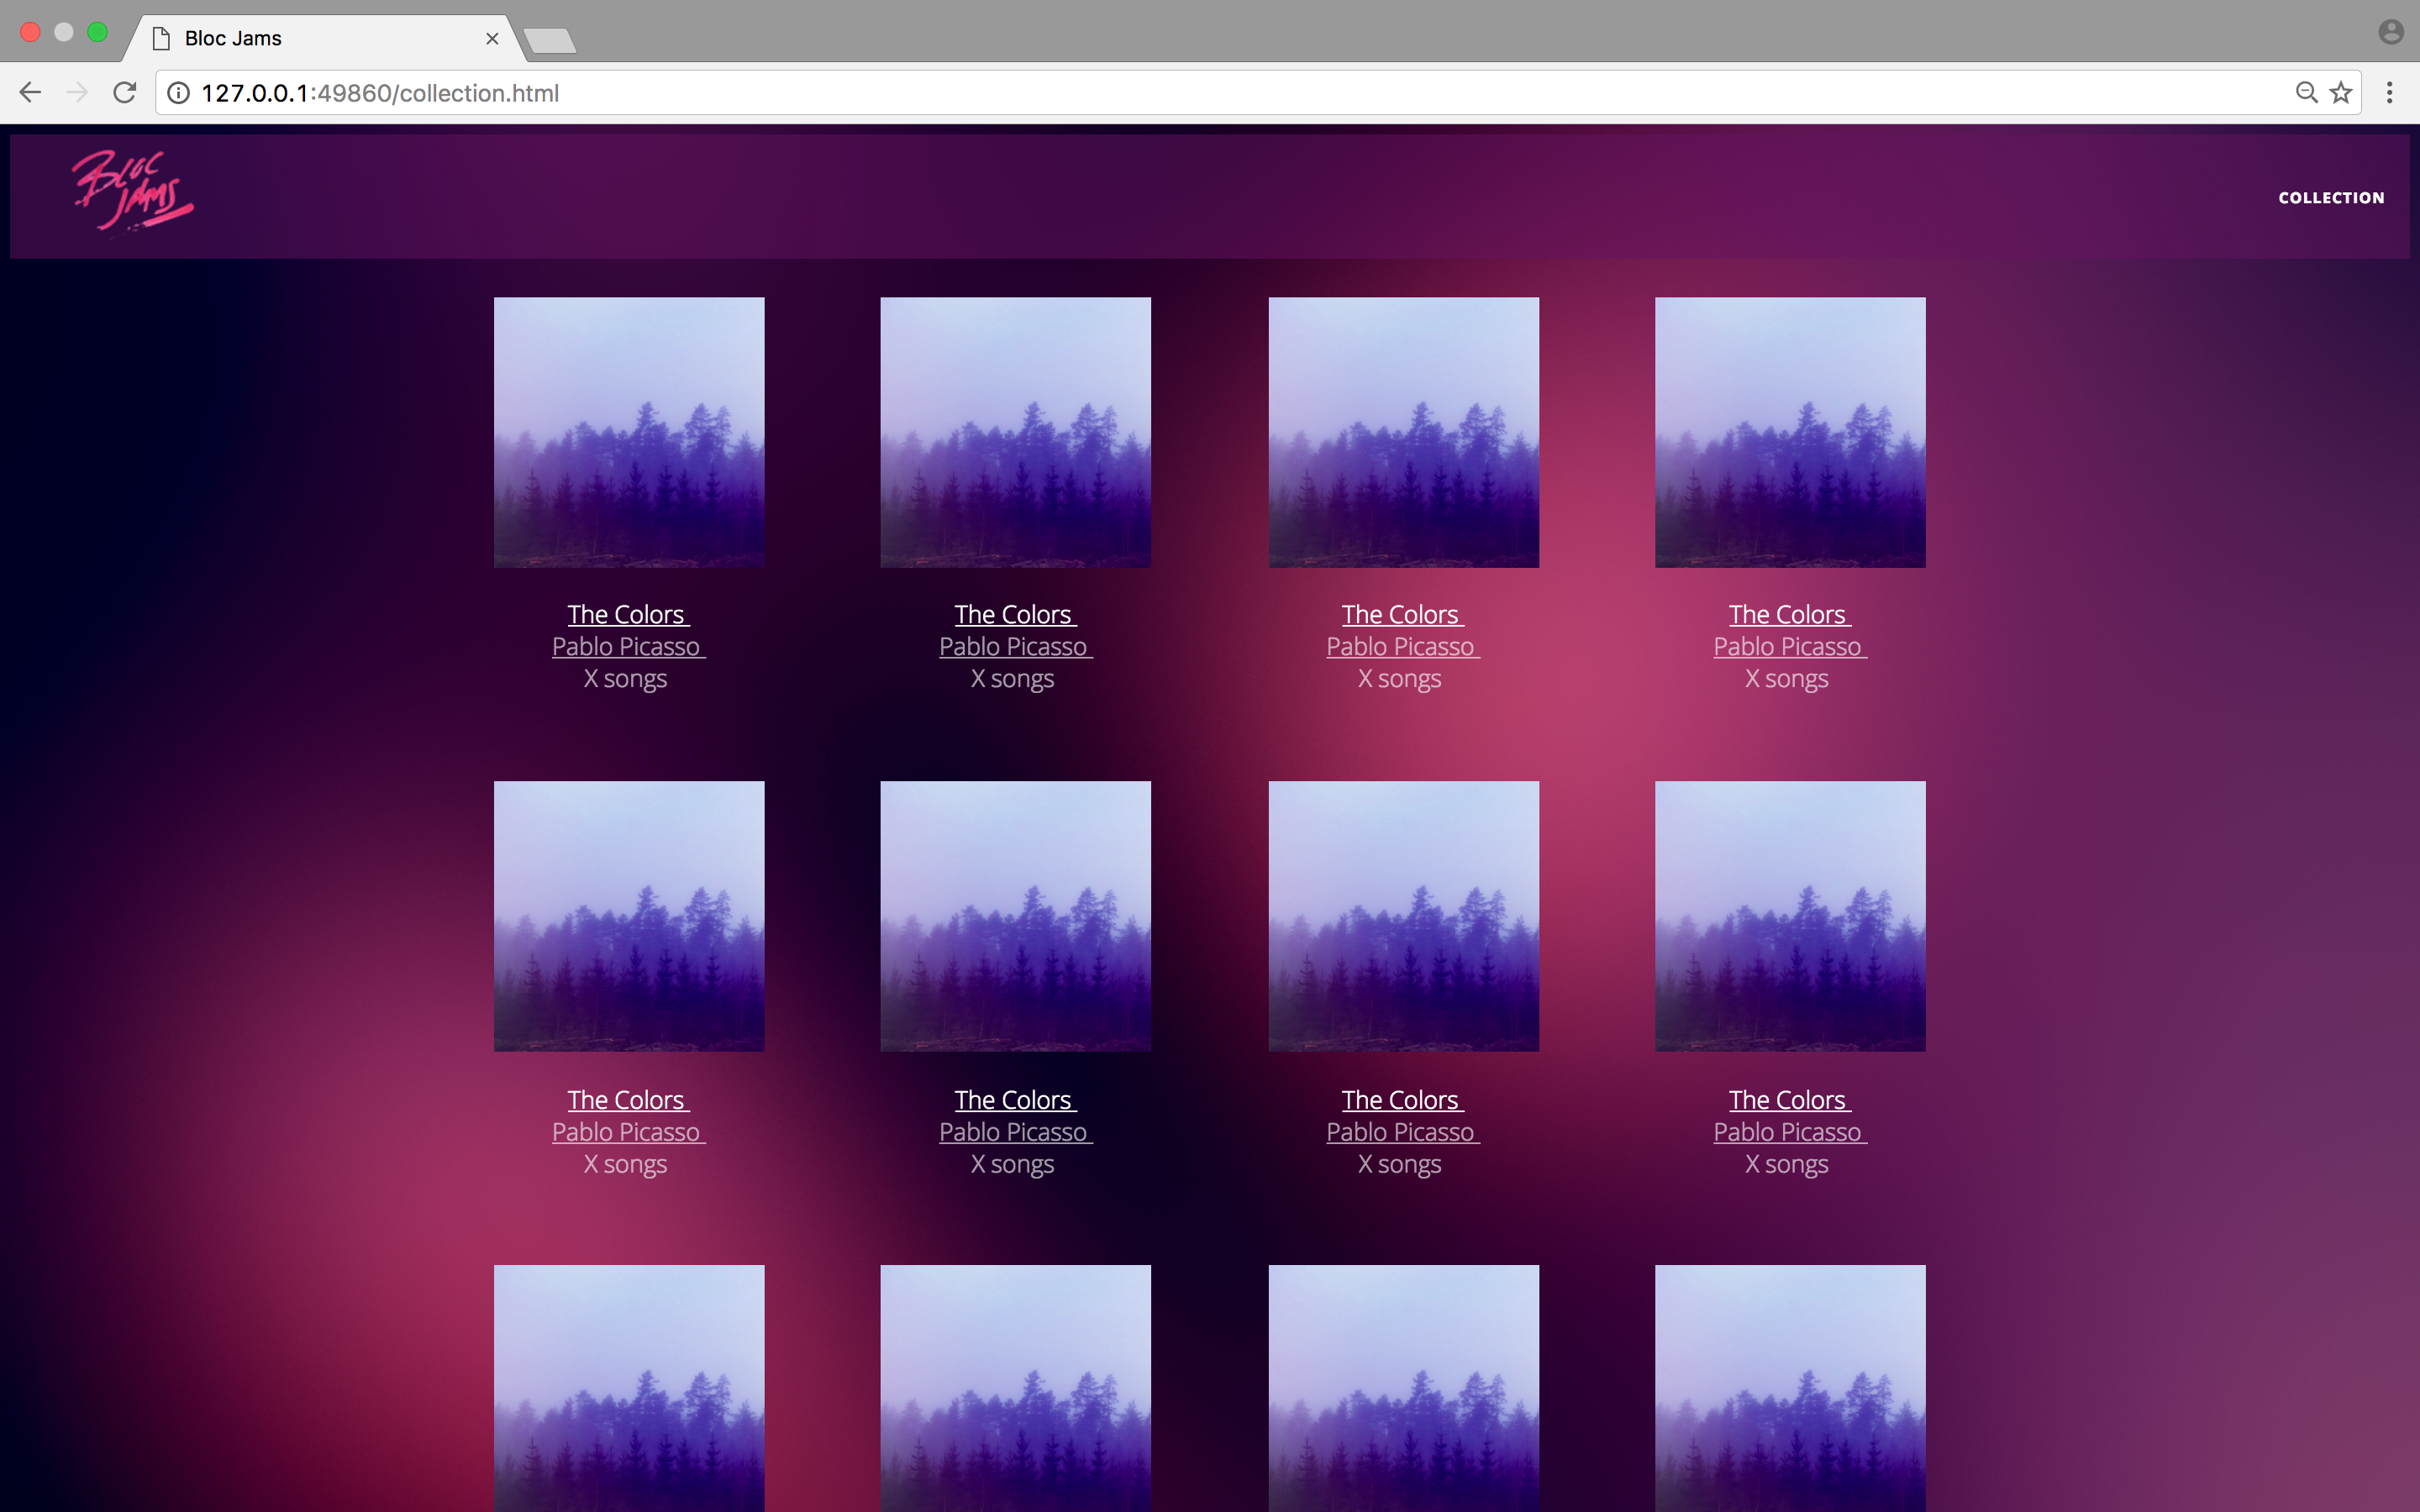 Bloc Jams
127.0.0.1:49860/collection.html
BLOC
JAMS
COLLECTION
The Colors The Colors The Colors The Colors
Pablo Picasso Pablo Picasso Pablo Picasso Pablo Picasso
X songs X songs X songs X songs
The Colors The Colors The Colors The Colors
Pablo Picasso Pablo Picasso Pablo Picasso Pablo Picasso
X songs X songs X songs X songs